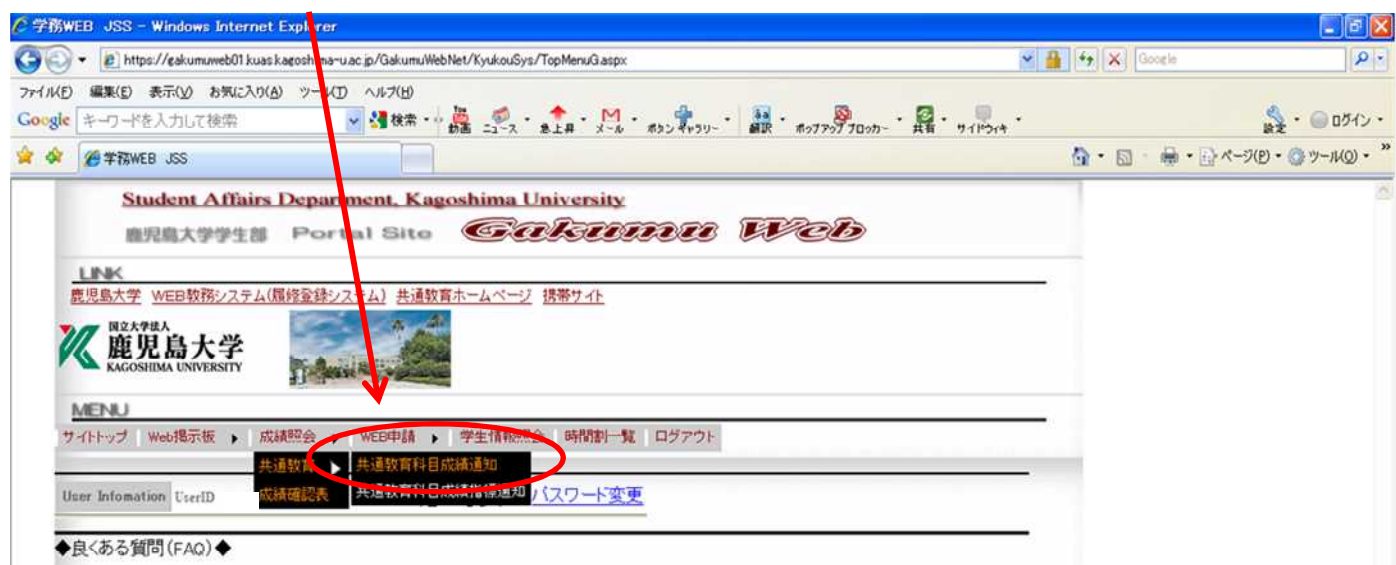 学務WEB JSS - Windows Internet Explorer
https://gakumuweb01.kuas.kagoshima-u.ac.jp/GakumuWebNet/KyukouSys/TopMenuG.aspx
Google
ファイル(F) 編集(E) 表示(V) お気に入り(A) ツール(T) ヘルプ(H)
Google キーワードを入力して検索 検索 You 動画 ニュース 急上昇 メール ボタン ギャラリー 翻訳 ポップアップ ブロッカー 共有 サイドウィキ 設定 ログイン
学務WEB JSS ページ(P) ツール(O) »
Student Affairs Department, Kagoshima University
鹿児島大学学生部 Portal Site Gakumu Web
LINK
鹿児島大学 WEB教務システム(履修登録システム) 共通教育ホームページ 携帯サイト
国立大学法人
鹿児島大学
KAGOSHIMA UNIVERSITY
MENU
サイトトップ Web掲示板 成績照会 WEB申請 学生情報照会 時間割一覧 ログアウト
共通教育 共通教育科目成績通知
User Infomation UserID 成績確認表 共通教育科目成績指標通知 パスワード変更
◆良くある質問(FAQ)◆